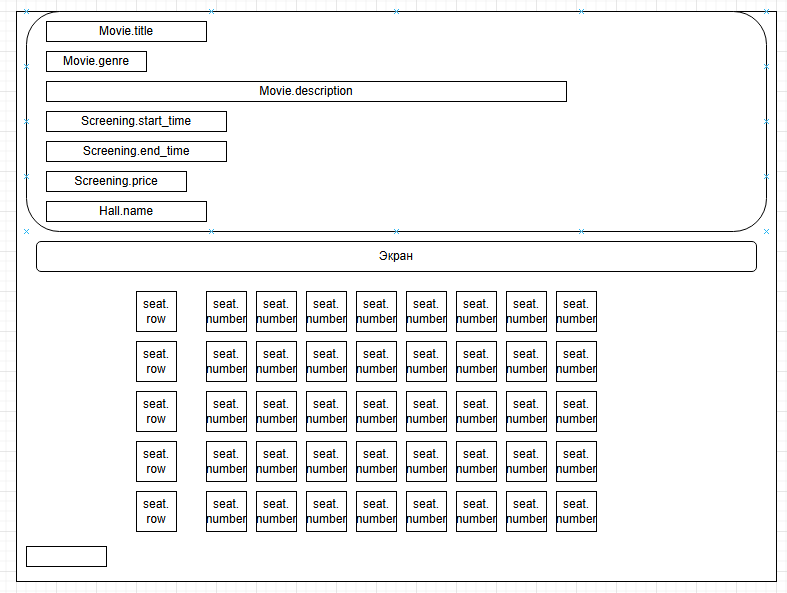 Movie.title
Movie.genre
Movie.description
Screening.start_time
Screening.end_time
Screening.price
Hall.name
Экран
seat. seat. seat. seat. seat. seat. seat. seat. seat.
row number number number number number number number number
seat. seat. seat. seat. seat. seat. seat. seat. seat.
row number number number number number number number number
seat. seat. seat. seat. seat. seat. seat. seat. seat.
row number number number number number number number number
seat. seat. seat. seat. seat. seat. seat. seat. seat.
row number number number number number number number number
seat. seat. seat. seat. seat. seat. seat. seat. seat.
row number number number number number number number number